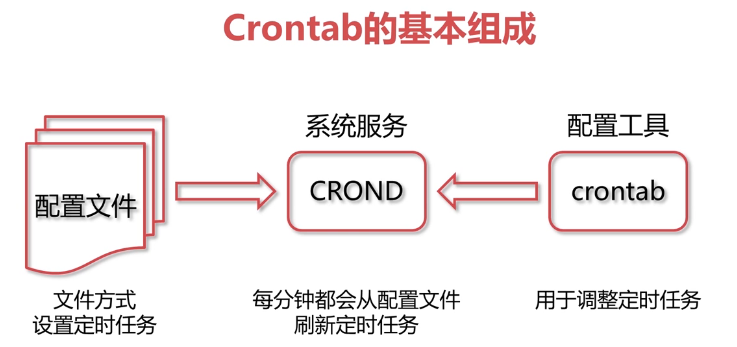 Crontab的基本组成
系统服务
配置工具
配置文件
CROND
crontab
文件方式
设置定时任务
每分钟都会从配置文件
刷新定时任务
用于调整定时任务